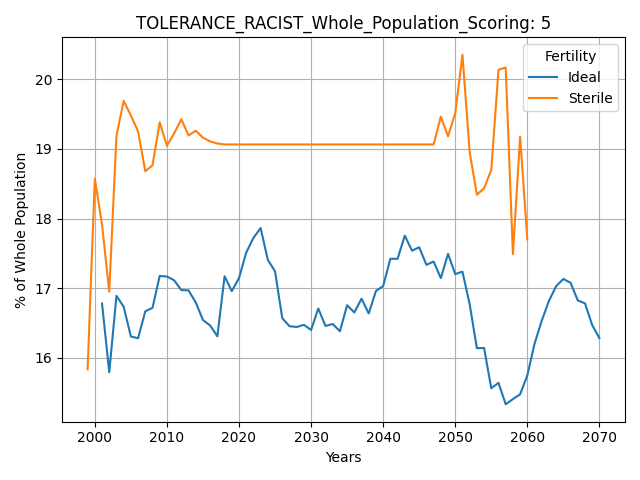 TOLERANCE_RACIST_Whole_Population_Scoring: 5
Fertility
Ideal
Sterile
% of Whole Population
20
19
18
17
16
2000 2010 2020 2030 2040 2050 2060 2070
Years